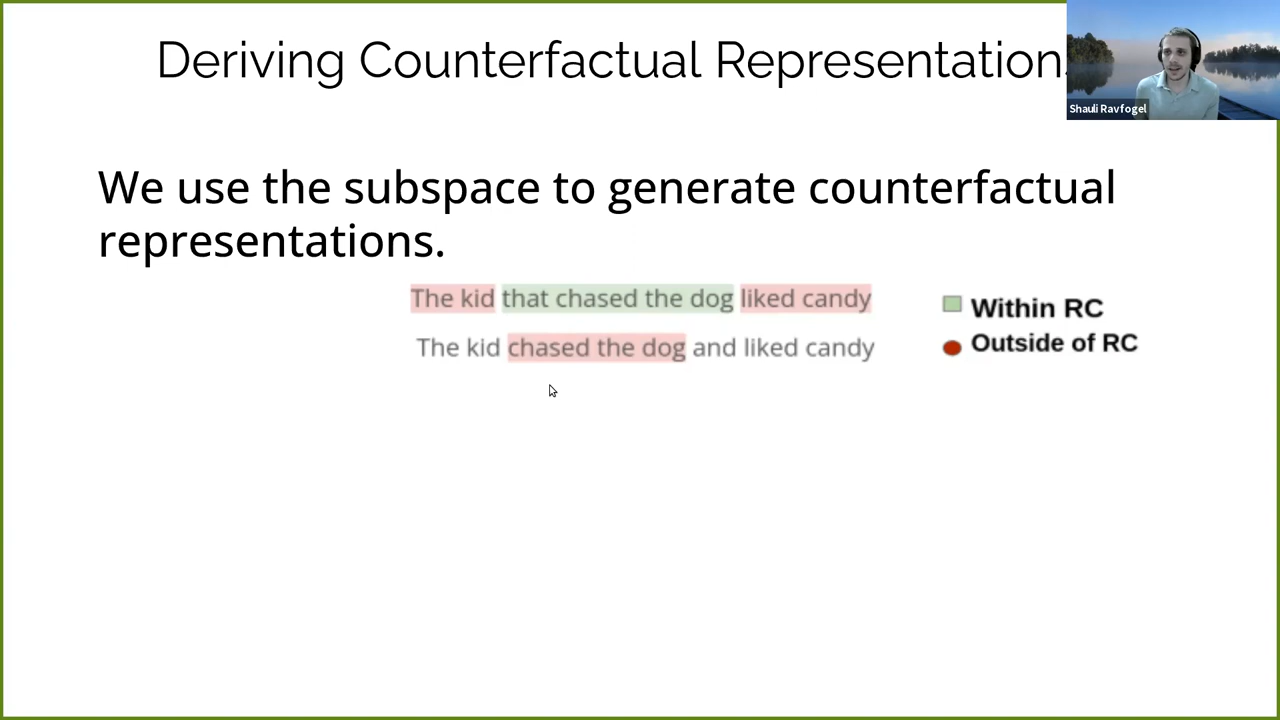 Deriving Counterfactual Representation
Shauli Ravfogel
We use the subspace to generate counterfactual
representations.
The kid that chased the dog liked candy
The kid chased the dog and liked candy
Within RC
Outside of RC